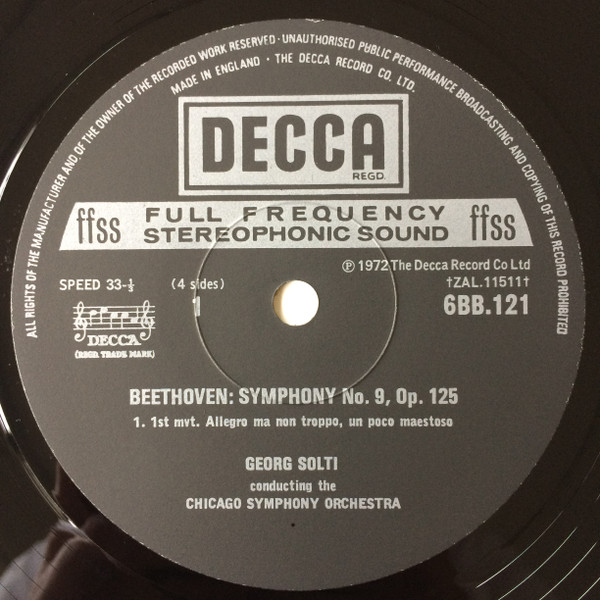 ALL RIGHTS OF THE MANUFACTURER AND OF THE OWNER OF THE RECORDED WORK RESERVED · UNAUTHORISED PUBLIC PERFORMANCE BROADCASTING AND COPYING OF THIS RECORD PROHIBITED
MADE IN ENGLAND · THE DECCA RECORD CO. LTD.
DECCA
REGD.
ffss FULL FREQUENCY STEREOPHONIC SOUND ffss
℗ 1972 The Decca Record Co Ltd
SPEED 33-⅓ (4 sides) †ZAL.11511†
1 6BB.121
DECCA
(REGD. TRADE MARK)
BEETHOVEN: SYMPHONY No. 9, Op. 125
1. 1st mvt. Allegro ma non troppo, un poco maestoso
GEORG SOLTI
conducting the
CHICAGO SYMPHONY ORCHESTRA